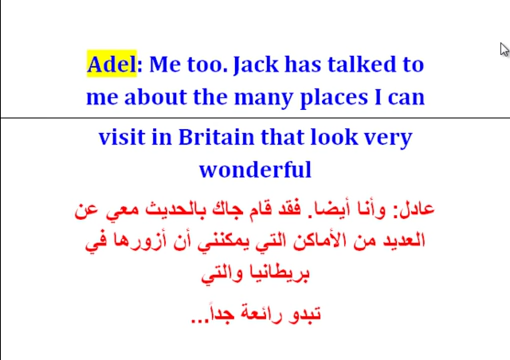 Adel: Me too. Jack has talked to
me about the many places I can
visit in Britain that look very
wonderful
عادل: وأنا أيضا. فقد قام جاك بالحديث معي عن
العديد من الأماكن التي يمكنني أن أزورها في
بريطانيا والتي
تبدو رائعة جداً...